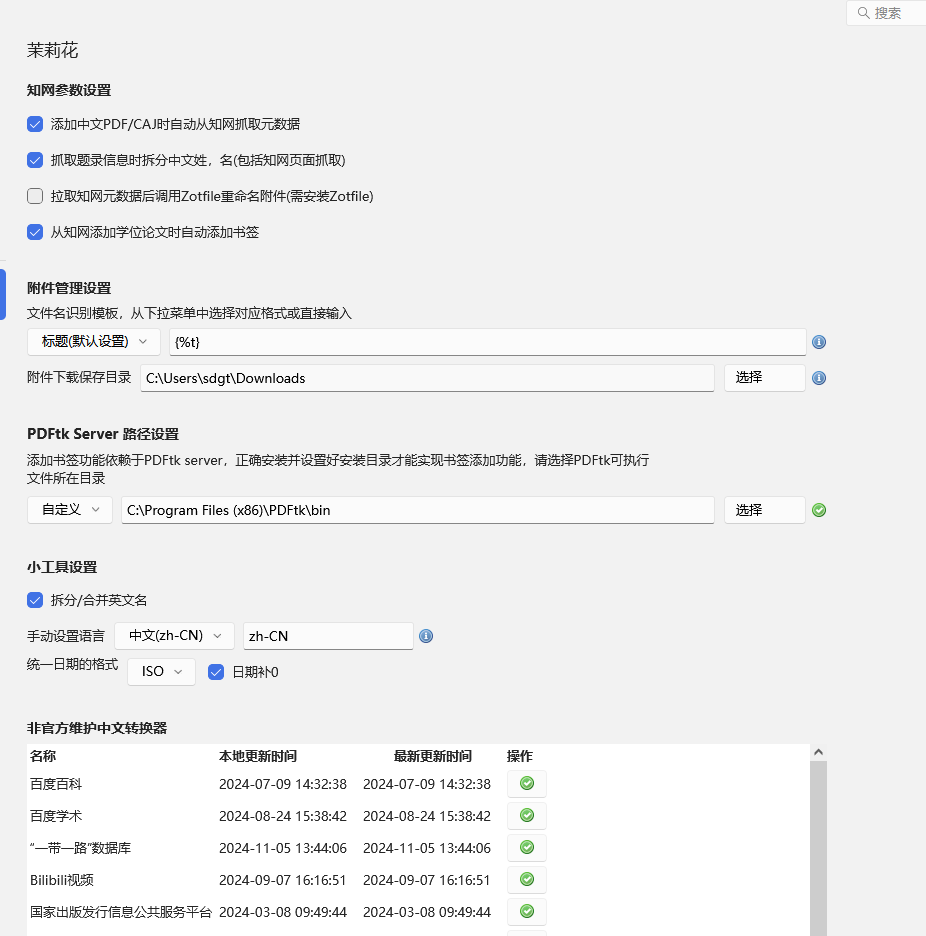 搜索
茉莉花
知网参数设置
添加中文PDF/CAJ时自动从知网抓取元数据
抓取题录信息时拆分中文姓，名(包括知网页面抓取)
拉取知网元数据后调用Zotfile重命名附件(需安装Zotfile)
从知网添加学位论文时自动添加书签
附件管理设置
文件名识别模板，从下拉菜单中选择对应格式或直接输入
标题(默认设置) {%t}
附件下载保存目录 C:\Users\sdgt\Downloads 选择
PDFtk Server 路径设置
添加书签功能依赖于PDFtk server，正确安装并设置好安装目录才能实现书签添加功能，请选择PDFtk可执行
文件所在目录
自定义 C:\Program Files (x86)\PDFtk\bin 选择
小工具设置
拆分/合并英文名
手动设置语言 中文(zh-CN) zh-CN
统一日期的格式 ISO 日期补0
非官方维护中文转换器
名称 本地更新时间 最新更新时间 操作
百度百科 2024-07-09 14:32:38 2024-07-09 14:32:38
百度学术 2024-08-24 15:38:42 2024-08-24 15:38:42
“一带一路”数据库 2024-11-05 13:44:06 2024-11-05 13:44:06
Bilibili视频 2024-09-07 16:16:51 2024-09-07 16:16:51
国家出版发行信息公共服务平台 2024-03-08 09:49:44 2024-03-08 09:49:44